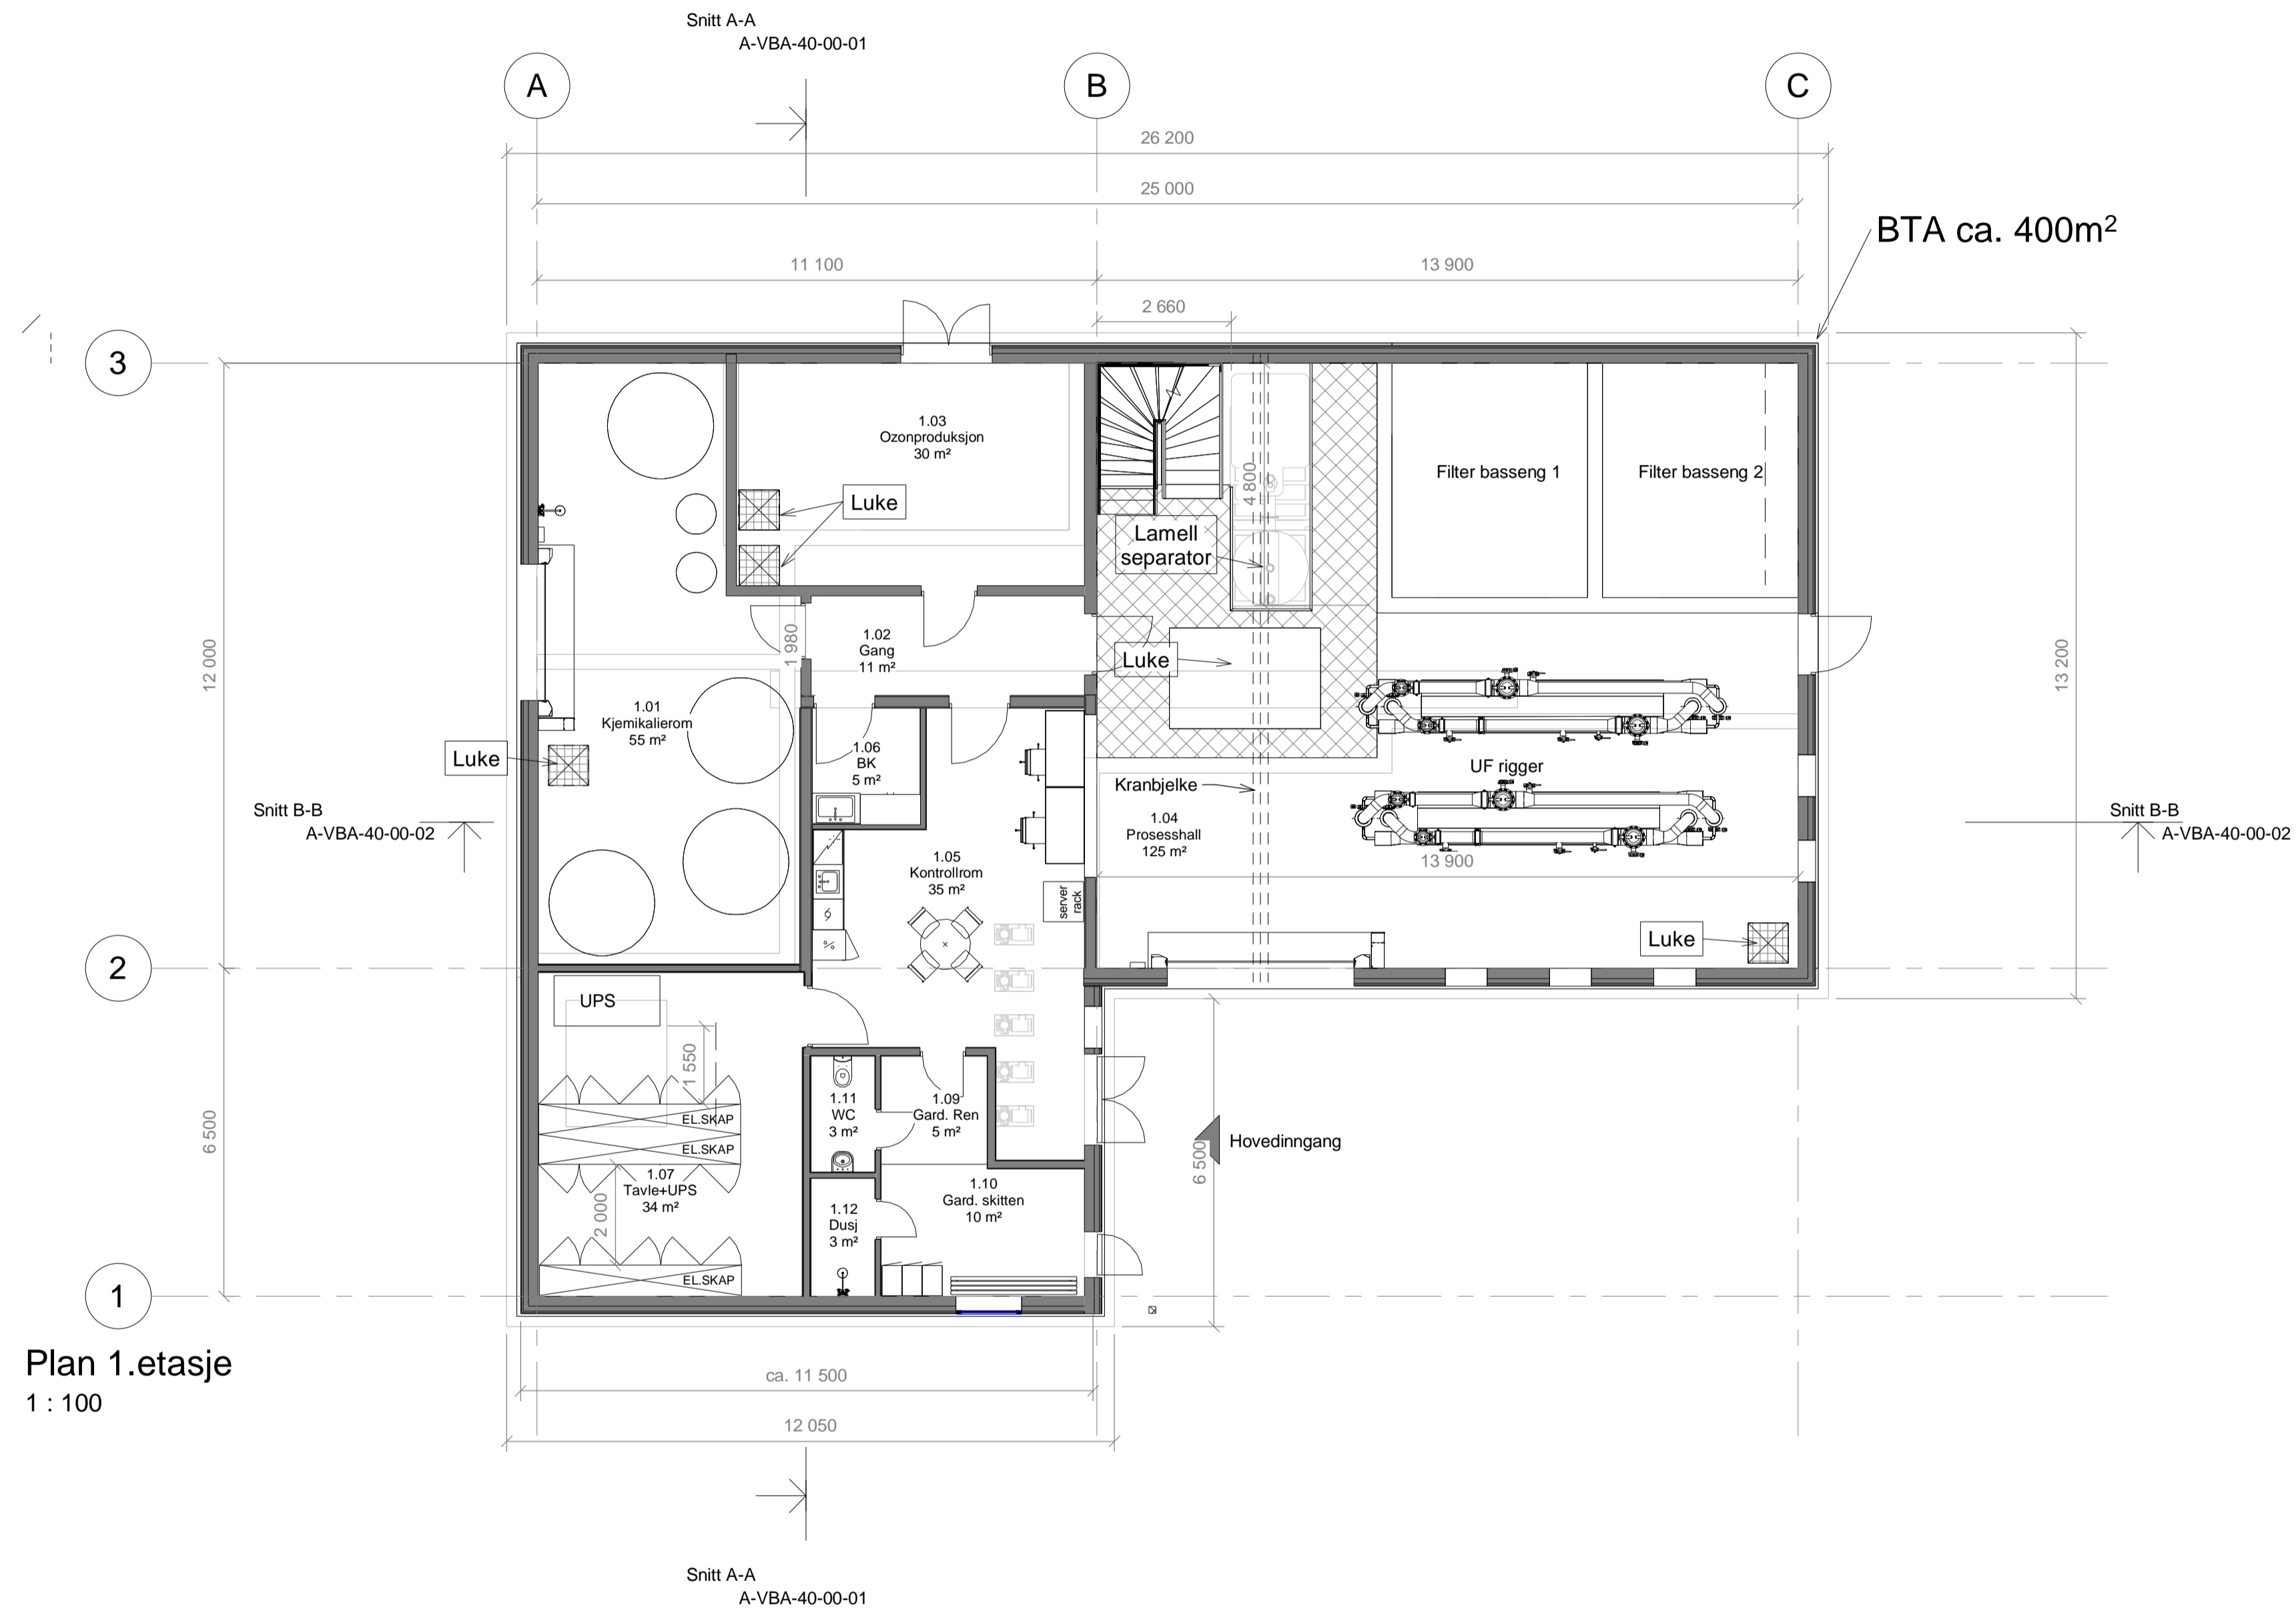 Snitt A-A
A-VBA-40-00-01
A
B
C
26 200
25 000
BTA ca. 400m²
11 100
13 900
2 660
3
1.03
Ozonproduksjon
30 m²
Luke
Filter basseng 1
Filter basseng 2
4 800
Lamell
separator
12 000
1 980
1.02
Gang
11 m²
Luke
13 200
1.01
Kjemikalierom
55 m²
Luke
1.06
BK
5 m²
UF rigger
Kranbjelke
Snitt B-B
A-VBA-40-00-02
1.04
Prosesshall
125 m²
Snitt B-B
A-VBA-40-00-02
13 900
1.05
Kontrollrom
35 m²
server
rack
Luke
2
UPS
1 550
EL.SKAP
EL.SKAP
1.11
WC
3 m²
1.09
Gard. Ren
5 m²
6 500
6 500
Hovedinngang
1.07
Tavle+UPS
34 m²
2 000
1.10
Gard. skitten
10 m²
1.12
Dusj
3 m²
EL.SKAP
1
Plan 1.etasje
1 : 100
ca. 11 500
12 050
Snitt A-A
A-VBA-40-00-01